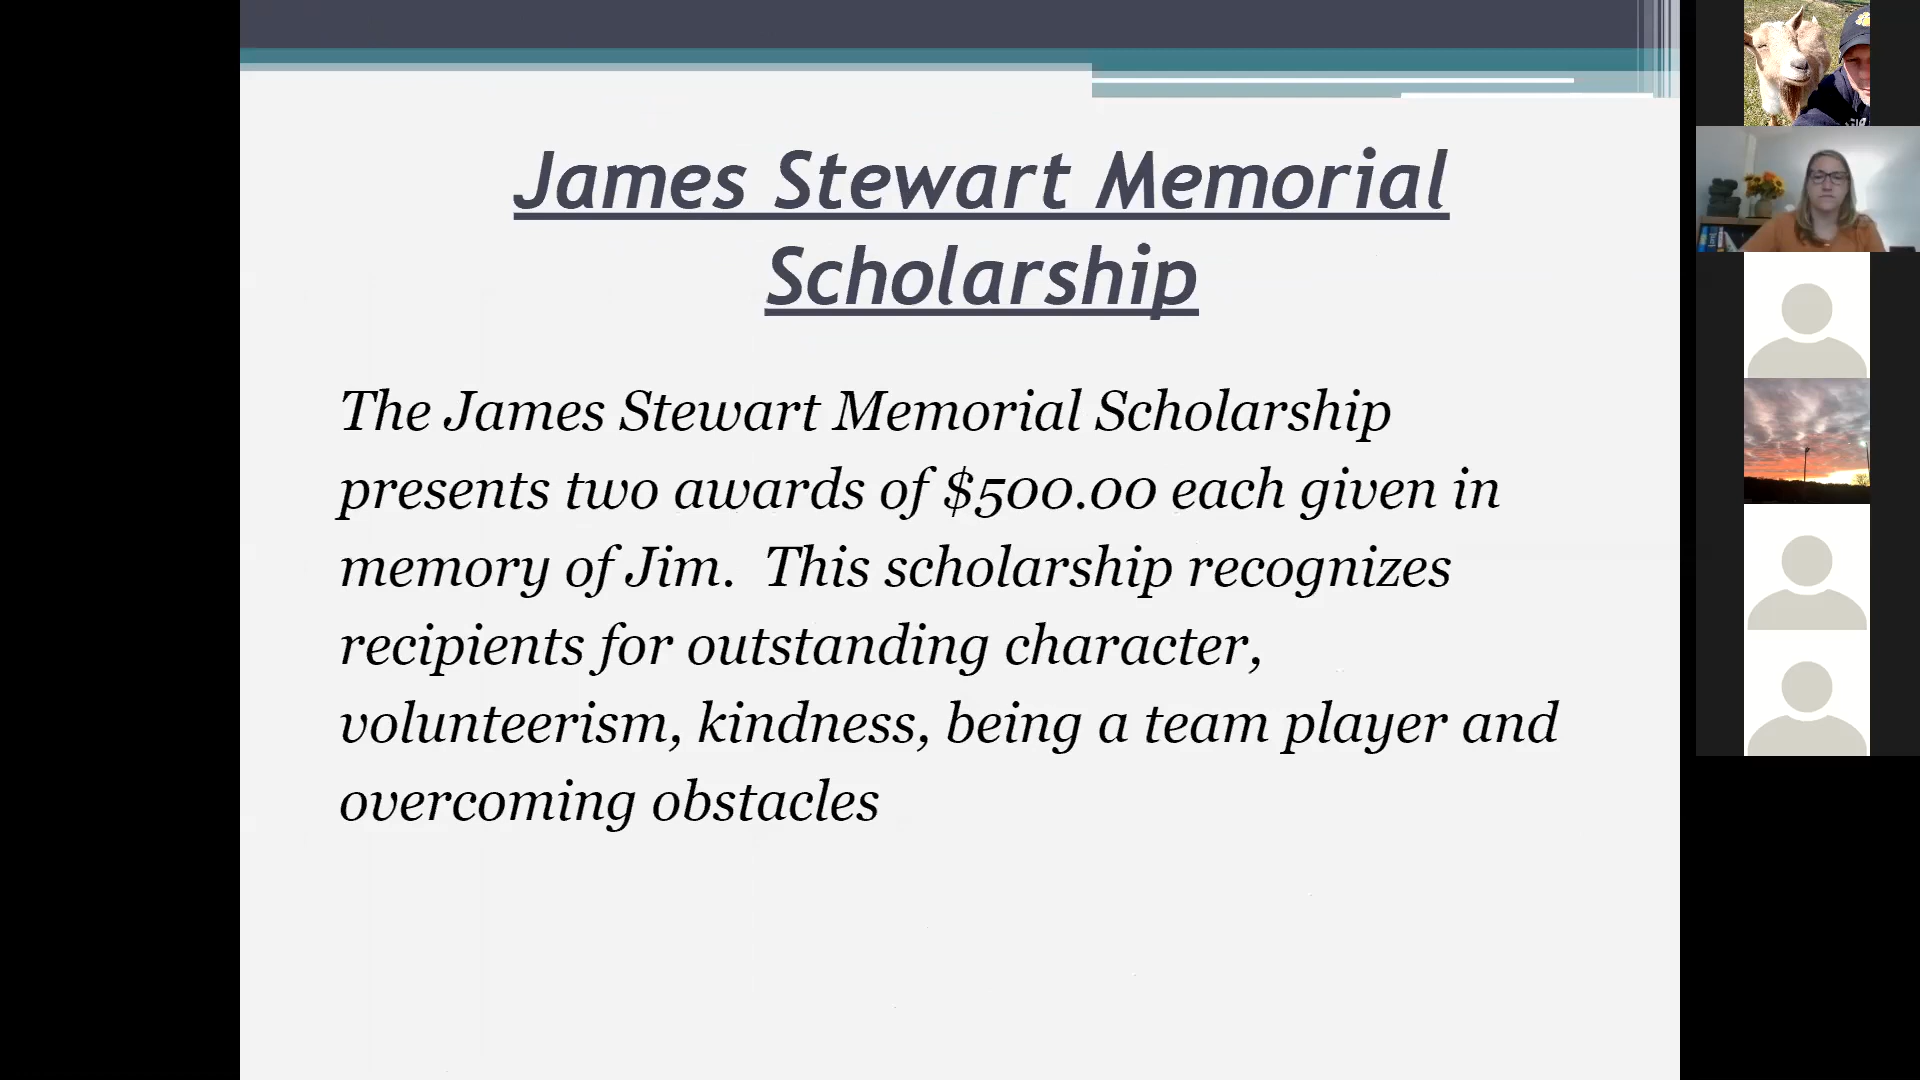 James Stewart Memorial
Scholarship
The James Stewart Memorial Scholarship
presents two awards of $500.00 each given in
memory of Jim.  This scholarship recognizes
recipients for outstanding character,
volunteerism, kindness, being a team player and
overcoming obstacles